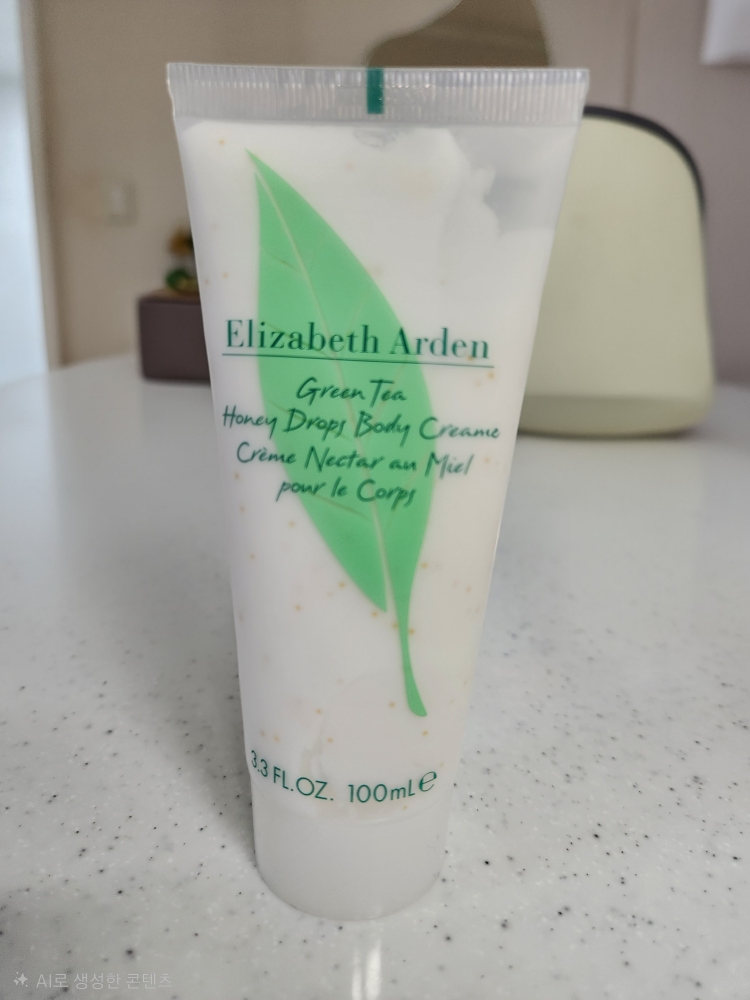 Elizabeth Arden
Green Tea
Honey Drops Body Creame
Crème Nectar au Miel
pour le Corps
3.3 FL.OZ. 100mL e
AI로 생성한 콘텐츠